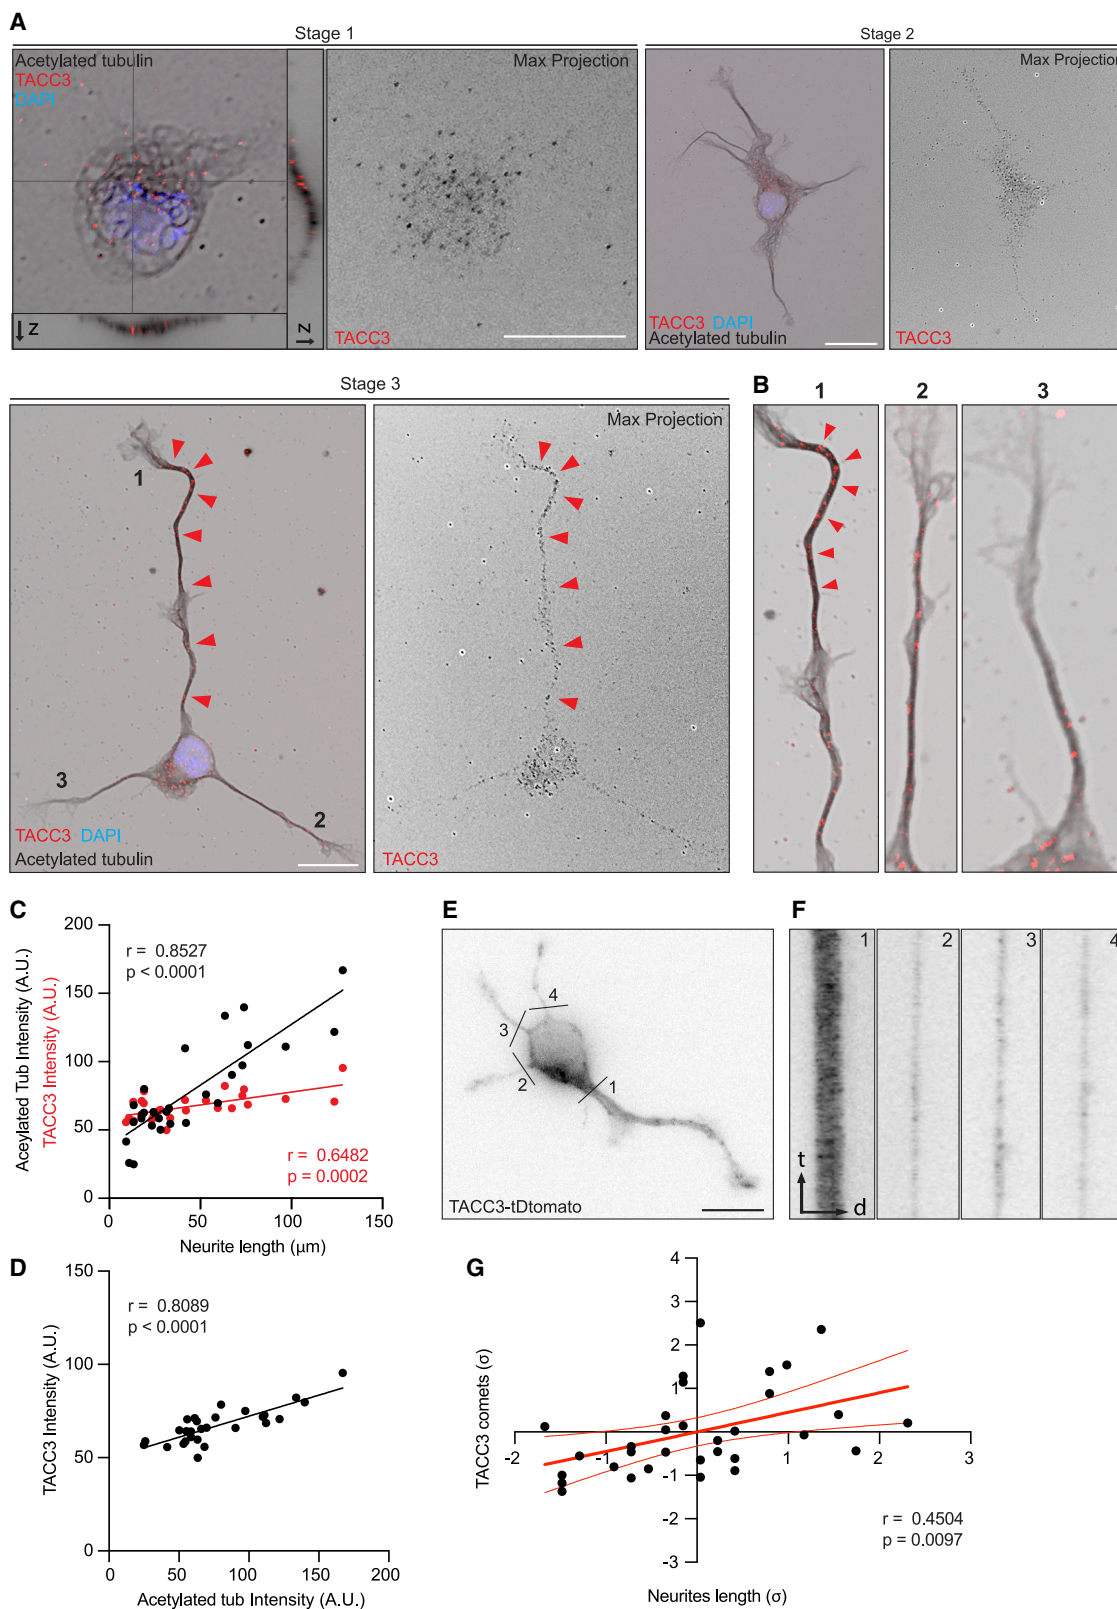 A
Stage 1
Stage 2
Acetylated tubulin
TACC3
DAPI
Max Projection
z
z
TACC3
TACC3 DAPI
Acetylated tubulin
Max Projection
TACC3
Stage 3
1
3
2
TACC3 DAPI
Acetylated tubulin
Max Projection
TACC3
B
1
2
3
C
Aceylated Tub Intensity (A.U.)
TACC3 Intensity (A.U.)
200
150
100
50
0
r = 0.8527
p < 0.0001
r = 0.6482
p = 0.0002
0
50
100
150
Neurite length (µm)
D
TACC3 Intensity (A.U.)
150
100
50
0
r = 0.8089
p < 0.0001
0
50
100
150
200
Acetylated tub Intensity (A.U.)
E
4
3
2
1
TACC3-tDtomato
F
1
2
3
4
t
d
G
TACC3 comets (σ)
4
3
2
1
-1
-2
-3
-2
-1
0
1
2
3
r = 0.4504
p = 0.0097
Neurites length (σ)